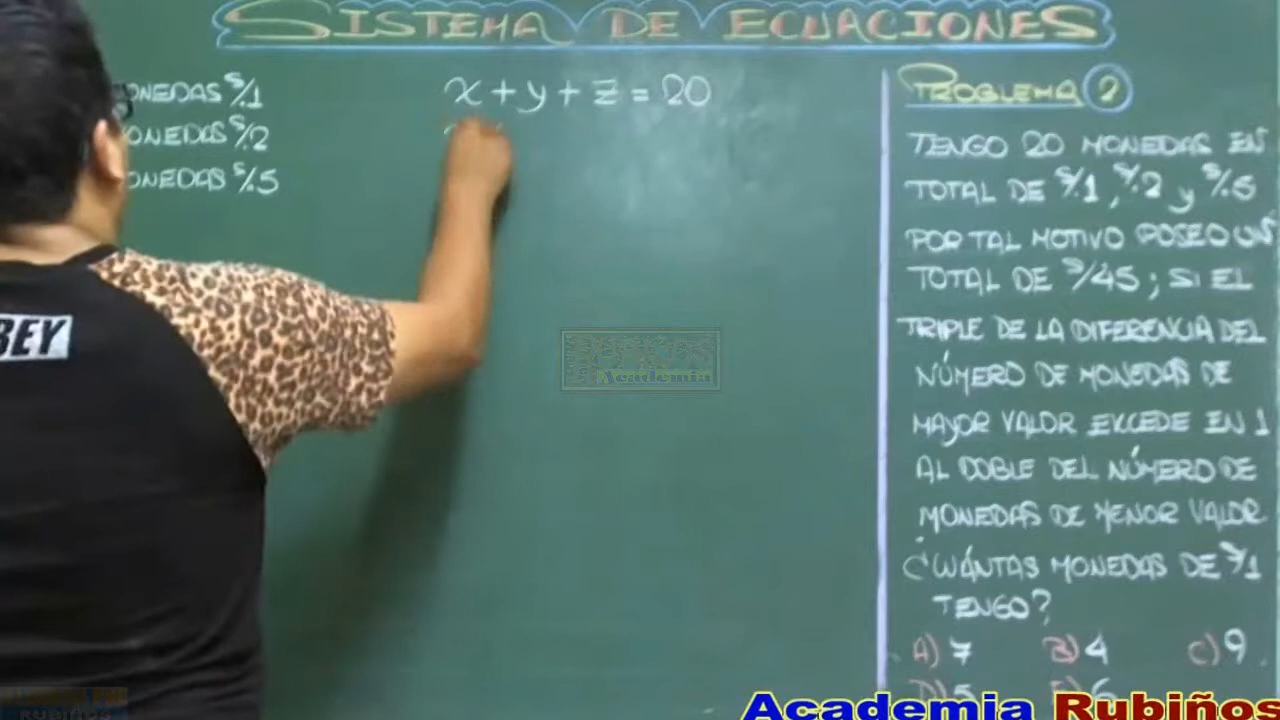 SISTEMA DE ECUACIONES
ONEDAS S/.1
ONEDAS S/.2
ONEDAS S/.5
x + y + z = 20
PROBLEMA 2
TENGO 20 MONEDAS EN
TOTAL DE S/.1, S/.2 y S/.5
POR TAL MOTIVO POSEO UN
TOTAL DE S/45; SI EL
TRIPLE DE LA DIFERENCIA DEL
NÚMERO DE MONEDAS DE
MAYOR VALOR EXCEDE EN 1
AL DOBLE DEL NÚMERO DE
MONEDAS DE MENOR VALOR
¿CUÁNTAS MONEDAS DE S/1
TENGO?
A) 7 B) 4 C) 9
D) 5 E) 6
BEY
Academia
Academia Rubiños